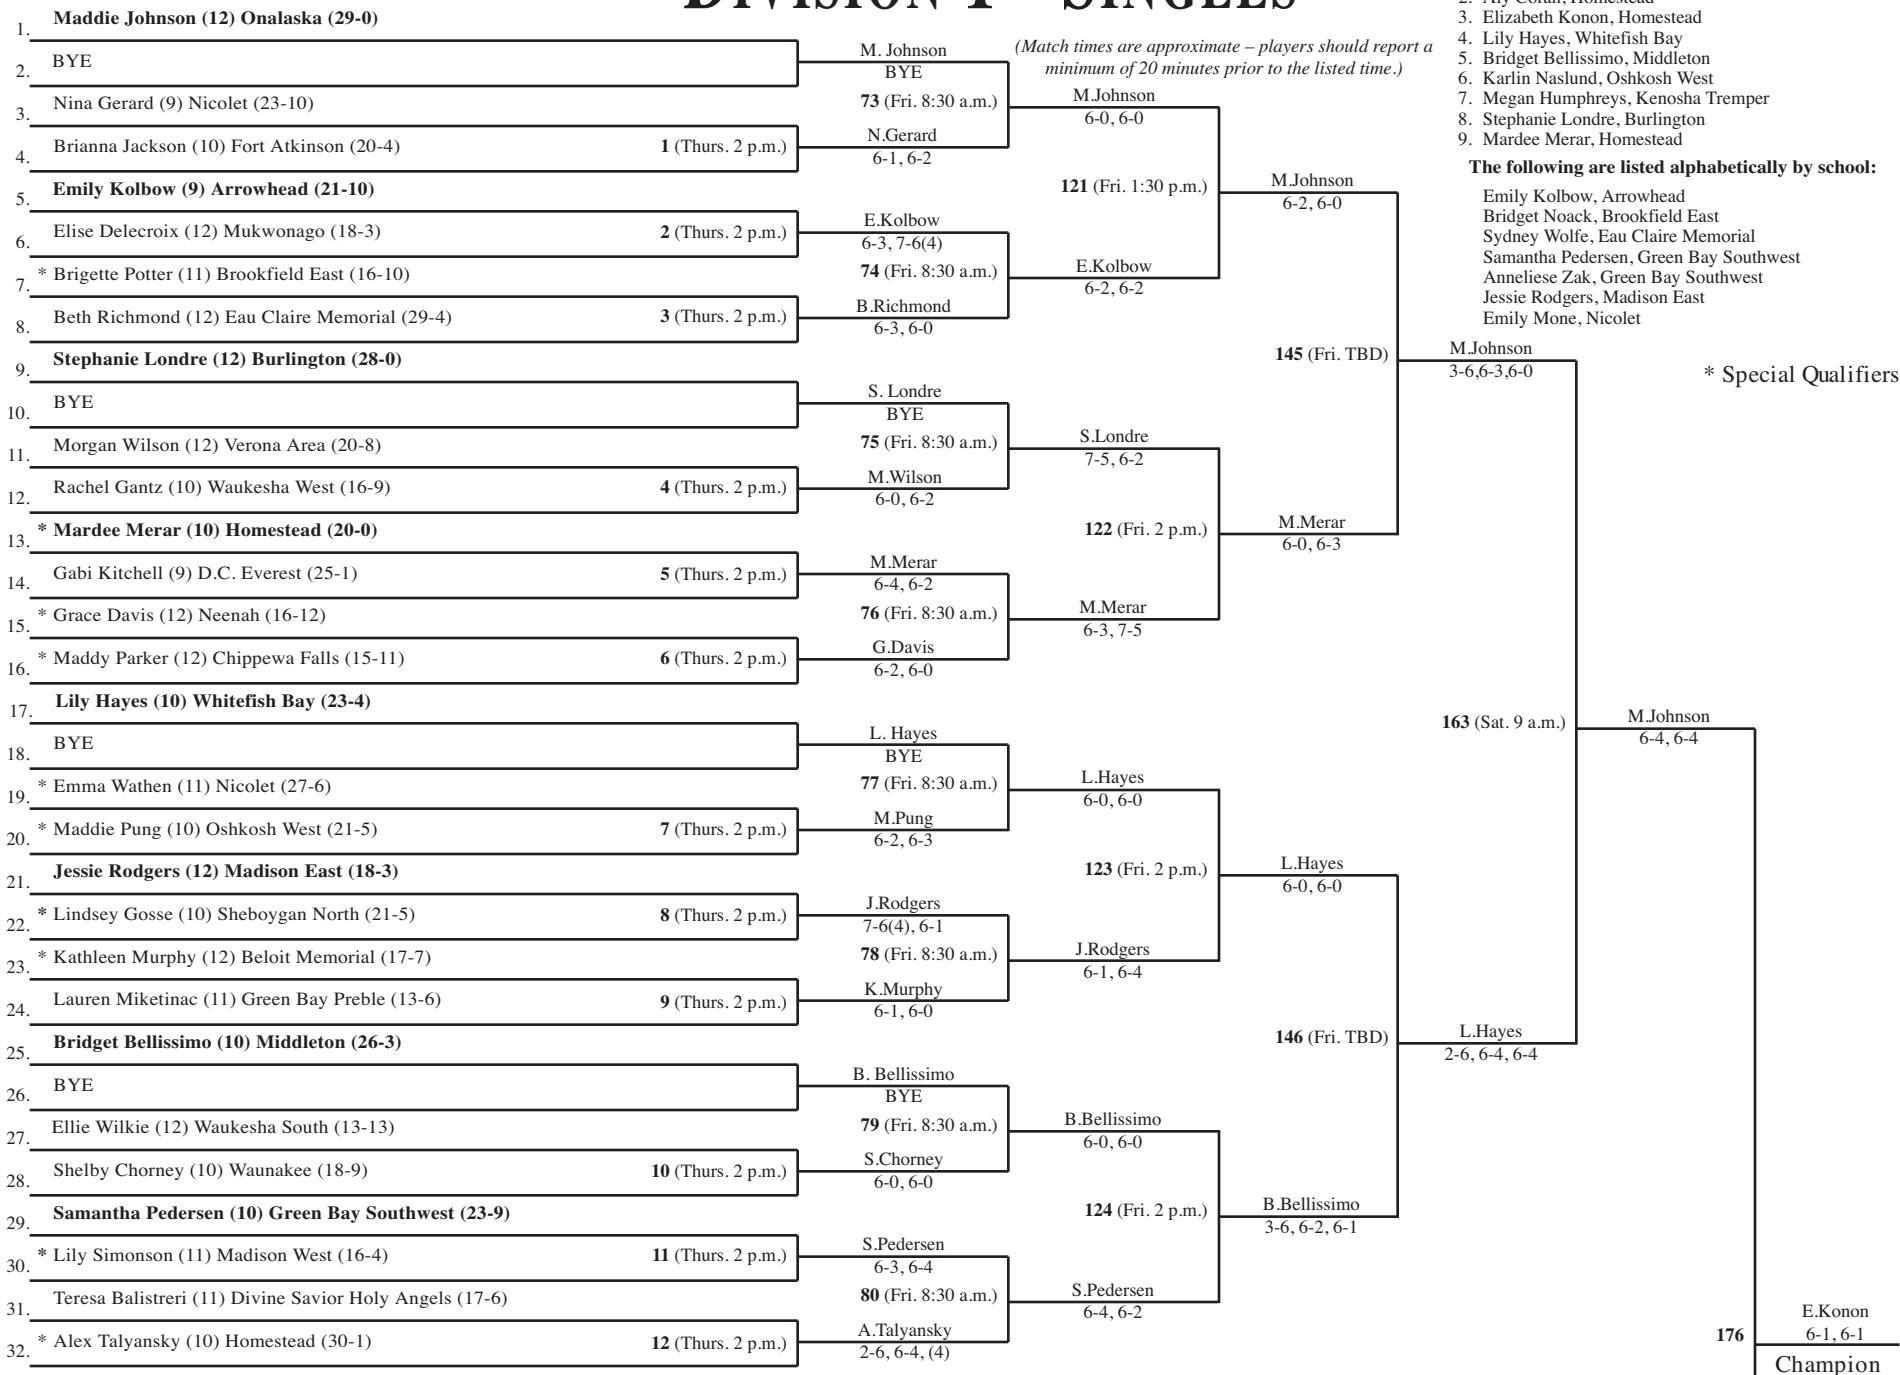 DIVISION 1 SINGLES
(Match times are approximate – players should report a
minimum of 20 minutes prior to the listed time.)
3. Elizabeth Konon, Homestead
4. Lily Hayes, Whitefish Bay
5. Bridget Bellissimo, Middleton
6. Karlin Naslund, Oshkosh West
7. Megan Humphreys, Kenosha Tremper
8. Stephanie Londre, Burlington
9. Mardee Merar, Homestead
The following are listed alphabetically by school:
Emily Kolbow, Arrowhead
Bridget Noack, Brookfield East
Sydney Wolfe, Eau Claire Memorial
Samantha Pedersen, Green Bay Southwest
Anneliese Zak, Green Bay Southwest
Jessie Rodgers, Madison East
Emily Mone, Nicolet
* Special Qualifiers
1. Maddie Johnson (12) Onalaska (29-0)
2. BYE
3. Nina Gerard (9) Nicolet (23-10)
4. Brianna Jackson (10) Fort Atkinson (20-4) 1 (Thurs. 2 p.m.)
5. Emily Kolbow (9) Arrowhead (21-10)
6. Elise Delecroix (12) Mukwonago (18-3) 2 (Thurs. 2 p.m.)
7. * Brigette Potter (11) Brookfield East (16-10)
8. Beth Richmond (12) Eau Claire Memorial (29-4) 3 (Thurs. 2 p.m.)
9. Stephanie Londre (12) Burlington (28-0)
10. BYE
11. Morgan Wilson (12) Verona Area (20-8)
12. Rachel Gantz (10) Waukesha West (16-9) 4 (Thurs. 2 p.m.)
13. * Mardee Merar (10) Homestead (20-0)
14. Gabi Kitchell (9) D.C. Everest (25-1) 5 (Thurs. 2 p.m.)
15. * Grace Davis (12) Neenah (16-12)
16. * Maddy Parker (12) Chippewa Falls (15-11) 6 (Thurs. 2 p.m.)
17. Lily Hayes (10) Whitefish Bay (23-4)
18. BYE
19. * Emma Wathen (11) Nicolet (27-6)
20. * Maddie Pung (10) Oshkosh West (21-5) 7 (Thurs. 2 p.m.)
21. Jessie Rodgers (12) Madison East (18-3)
22. * Lindsey Gosse (10) Sheboygan North (21-5) 8 (Thurs. 2 p.m.)
23. * Kathleen Murphy (12) Beloit Memorial (17-7)
24. Lauren Miketinac (11) Green Bay Preble (13-6) 9 (Thurs. 2 p.m.)
25. Bridget Bellissimo (10) Middleton (26-3)
26. BYE
27. Ellie Wilkie (12) Waukesha South (13-13)
28. Shelby Chorney (10) Waunakee (18-9) 10 (Thurs. 2 p.m.)
29. Samantha Pedersen (10) Green Bay Southwest (23-9)
30. * Lily Simonson (11) Madison West (16-4) 11 (Thurs. 2 p.m.)
31. Teresa Balistreri (11) Divine Savior Holy Angels (17-6)
32. * Alex Talyansky (10) Homestead (30-1) 12 (Thurs. 2 p.m.)
M. Johnson
BYE
73 (Fri. 8:30 a.m.)
N.Gerard
6-1, 6-2
E.Kolbow
6-3, 7-6(4)
74 (Fri. 8:30 a.m.)
B.Richmond
6-3, 6-0
S. Londre
BYE
75 (Fri. 8:30 a.m.)
M.Wilson
6-0, 6-2
M.Merar
6-4, 6-2
76 (Fri. 8:30 a.m.)
G.Davis
6-2, 6-0
L. Hayes
BYE
77 (Fri. 8:30 a.m.)
M.Pung
6-2, 6-3
J.Rodgers
7-6(4), 6-1
78 (Fri. 8:30 a.m.)
K.Murphy
6-1, 6-0
B. Bellissimo
BYE
79 (Fri. 8:30 a.m.)
S.Chorney
6-0, 6-0
S.Pedersen
6-3, 6-4
80 (Fri. 8:30 a.m.)
A.Talyansky
2-6, 6-4, (4)
M.Johnson
6-0, 6-0
121 (Fri. 1:30 p.m.)
E.Kolbow
6-2, 6-2
S.Londre
7-5, 6-2
122 (Fri. 2 p.m.)
M.Merar
6-3, 7-5
L.Hayes
6-0, 6-0
123 (Fri. 2 p.m.)
J.Rodgers
6-1, 6-4
B.Bellissimo
6-0, 6-0
124 (Fri. 2 p.m.)
S.Pedersen
6-4, 6-2
M.Johnson
6-2, 6-0
145 (Fri. TBD)
M.Merar
6-0, 6-3
L.Hayes
6-0, 6-0
146 (Fri. TBD)
B.Bellissimo
3-6, 6-2, 6-1
M.Johnson
3-6,6-3,6-0
163 (Sat. 9 a.m.)
L.Hayes
2-6, 6-4, 6-4
M.Johnson
6-4, 6-4
176
E.Konon
6-1, 6-1
Champion